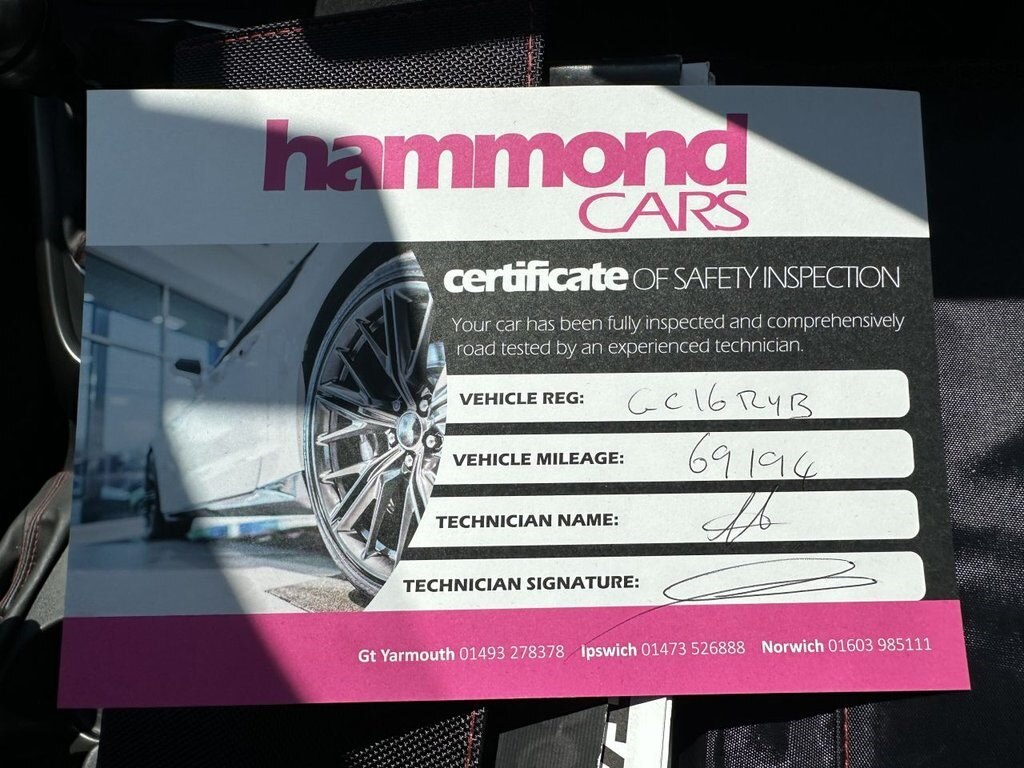 hammond
CARS
certificate OF SAFETY INSPECTION
Your car has been fully inspected and comprehensively
road tested by an experienced technician.
VEHICLE REG: GC16RYB
VEHICLE MILEAGE: 69194
TECHNICIAN NAME:
TECHNICIAN SIGNATURE:
Gt Yarmouth 01493 278378 Ipswich 01473 526888 Norwich 01603 985111